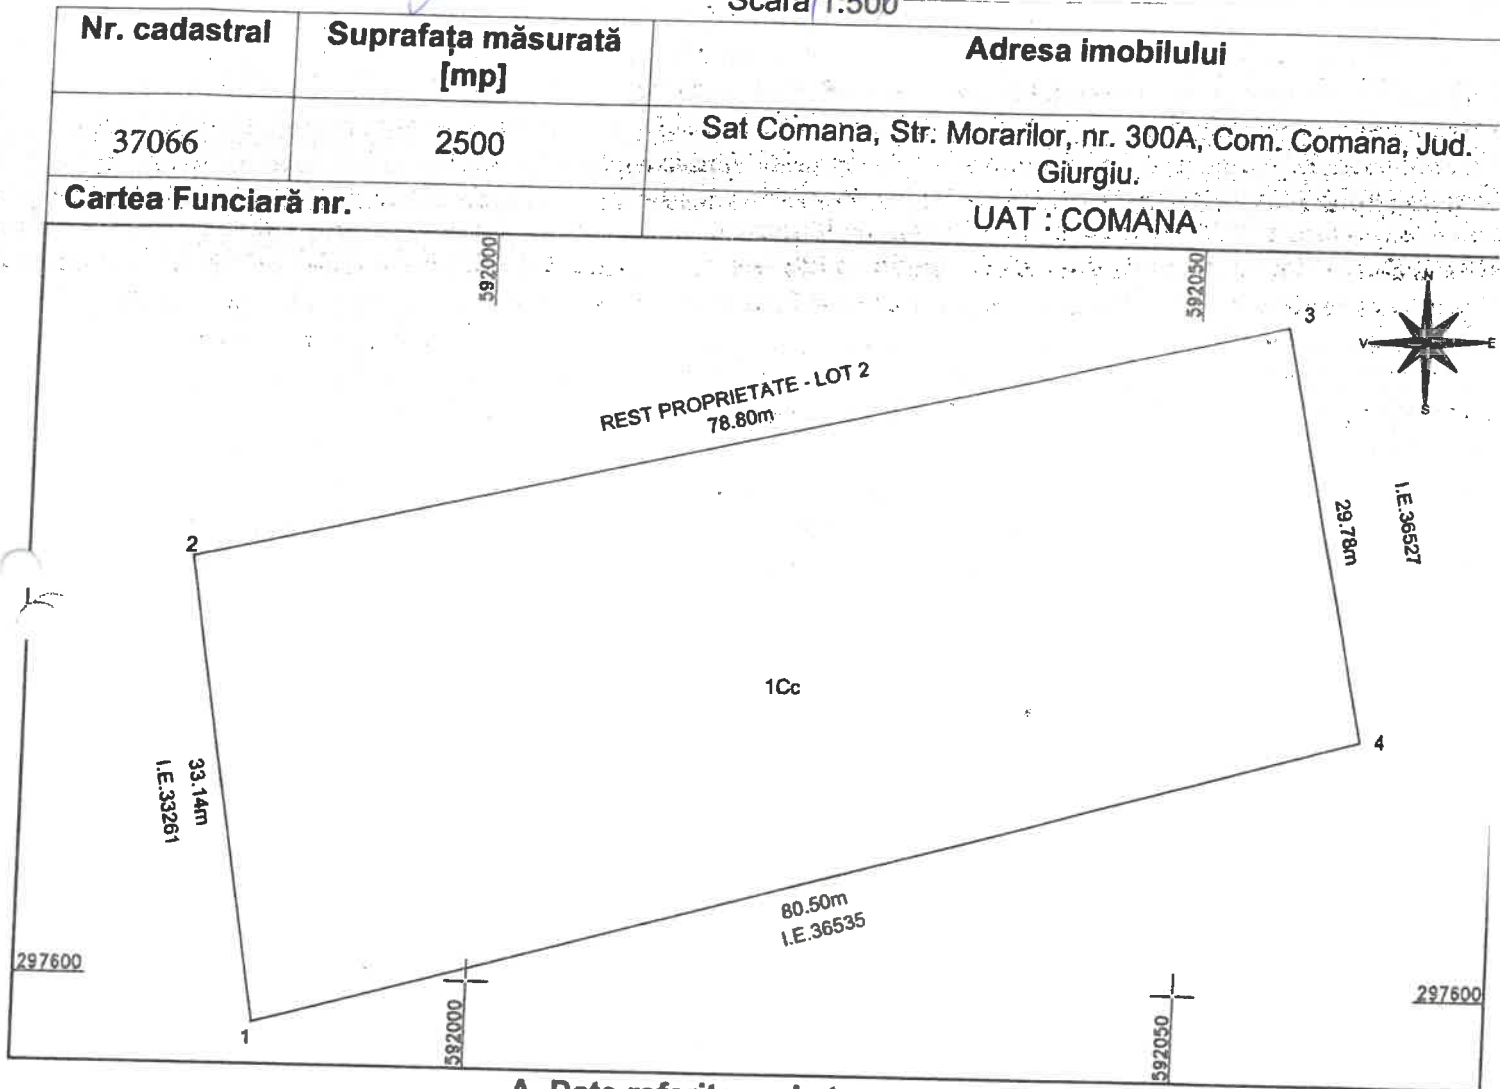 Scara 1:500
Nr. cadastral
Suprafața măsurată
[mp]
Adresa imobilului
37066
2500
Sat Comana, Str. Morarilor, nr. 300A, Com. Comana, Jud.
Giurgiu.
Cartea Funciară nr.
UAT : COMANA
592000
592050
N
V
E
S
3
REST PROPRIETATE - LOT 2
78.80m
29.78m
I.E.36527
2
1Cc
4
33.14m
I.E.33261
80.50m
I.E.36535
297600
297600
1
592000
592050